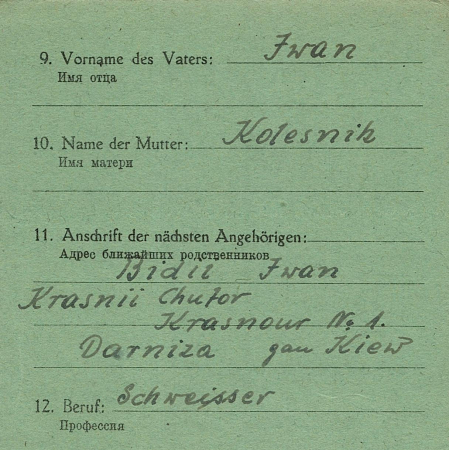 9. Vorname des Vaters: Iwan
Имя отца
10. Name der Mutter: Kolesnik
Имя матери
11. Anschrift der nächsten Angehörigen:
Адрес ближайших родственников
Bidii Iwan
Krasnii Chutor
Krasnour No 1.
Darniza gau Kiew
12. Beruf: Schweisser
Профессия